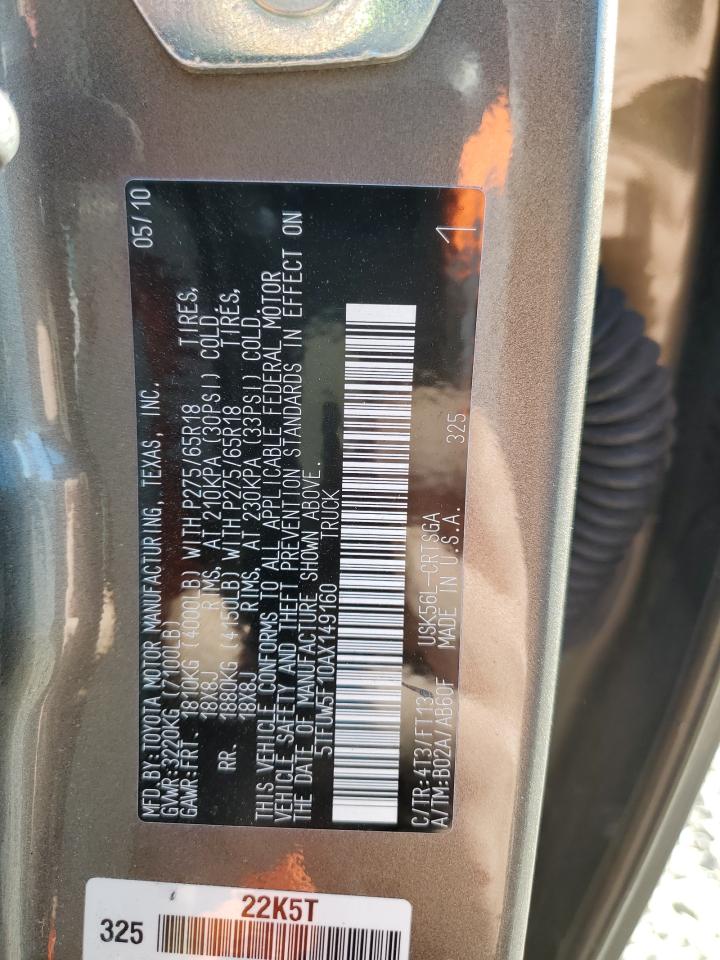 MFD. BY: TOYOTA MOTOR MANUFACTURING, TEXAS, INC. 05/10
GVWR: 3220KG (7100LB)
GAWR: FRT. 1810KG (4000LB) WITH P275/65R18 TIRES,
18X8J RIMS, AT 210KPA (30PSI) COLD
RR. 1880KG (4150LB) WITH P275/65R18 TIRES,
18X8J RIMS, AT 230KPA (33PSI) COLD.
THIS VEHICLE CONFORMS TO ALL APPLICABLE FEDERAL MOTOR
VEHICLE SAFETY AND THEFT PREVENTION STANDARDS IN EFFECT ON
THE DATE OF MANUFACTURE SHOWN ABOVE.
5TFUW5F10AX149160 TRUCK
C/TR: 4T3/FT13 USK56L-CRTSGA 1
A/TM: B02A/AB60F MADE IN U.S.A. 325
22K5T
325